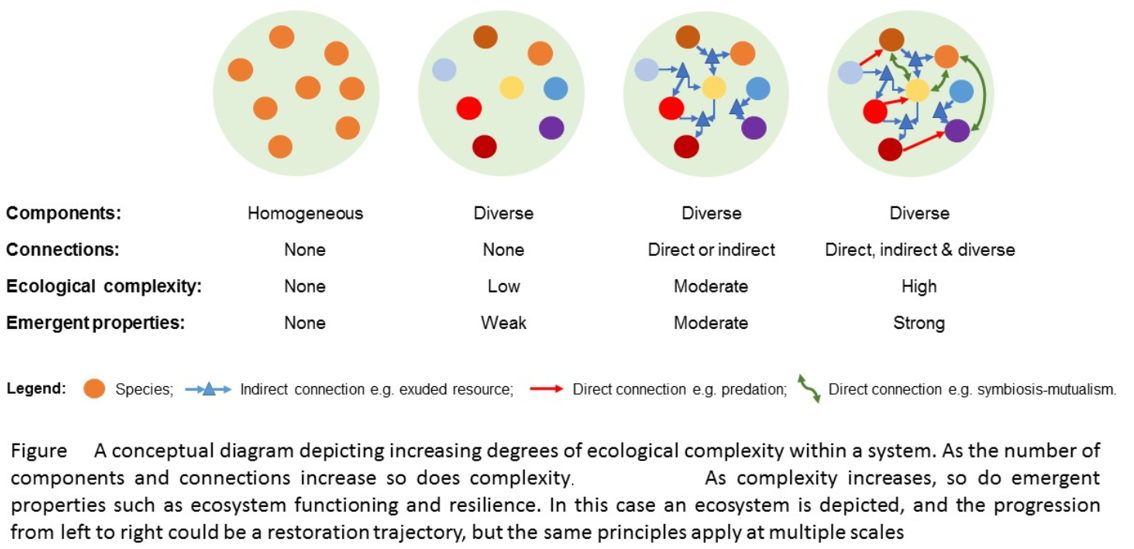 Components: Homogeneous Diverse Diverse Diverse
Connections: None None Direct or indirect Direct, indirect & diverse
Ecological complexity: None Low Moderate High
Emergent properties: None Weak Moderate Strong
Legend: Species; Indirect connection e.g. exuded resource; Direct connection e.g. predation; Direct connection e.g. symbiosis-mutualism.
Figure A conceptual diagram depicting increasing degrees of ecological complexity within a system. As the number of
components and connections increase so does complexity. As complexity increases, so do emergent
properties such as ecosystem functioning and resilience. In this case an ecosystem is depicted, and the progression
from left to right could be a restoration trajectory, but the same principles apply at multiple scales